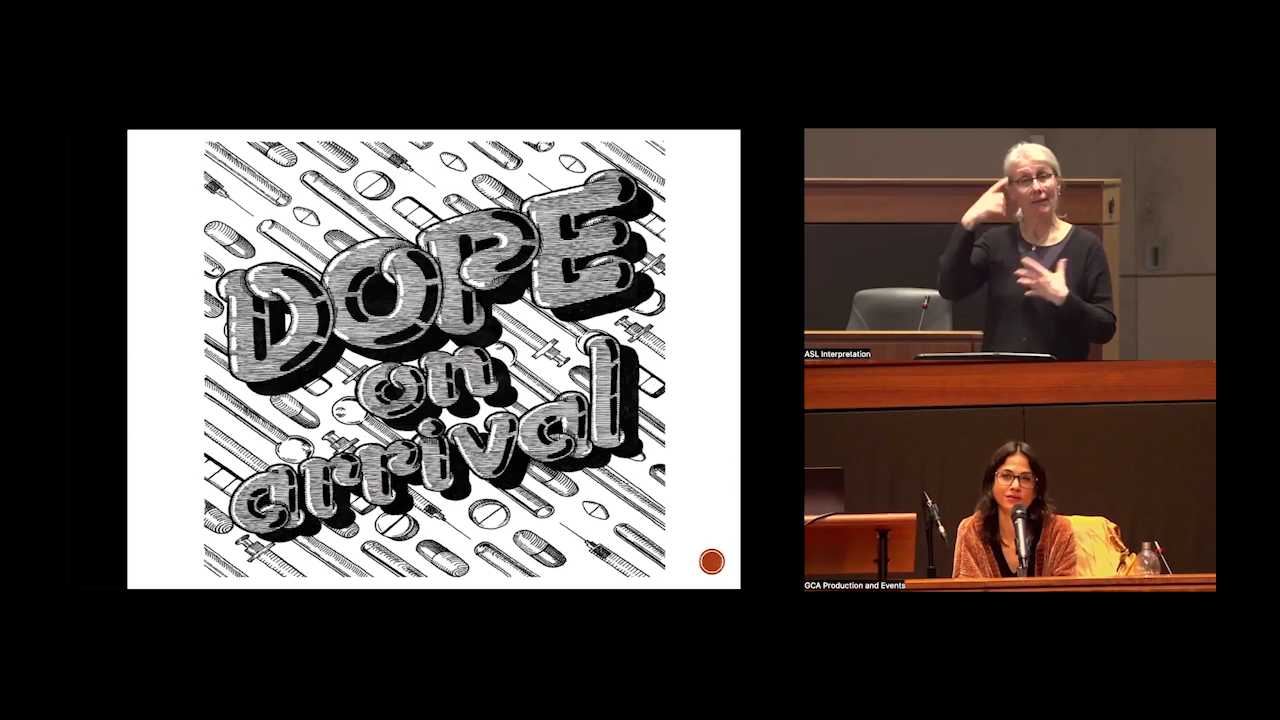 DOPE
on
arrival
ASL Interpretation
GCA Production and Events